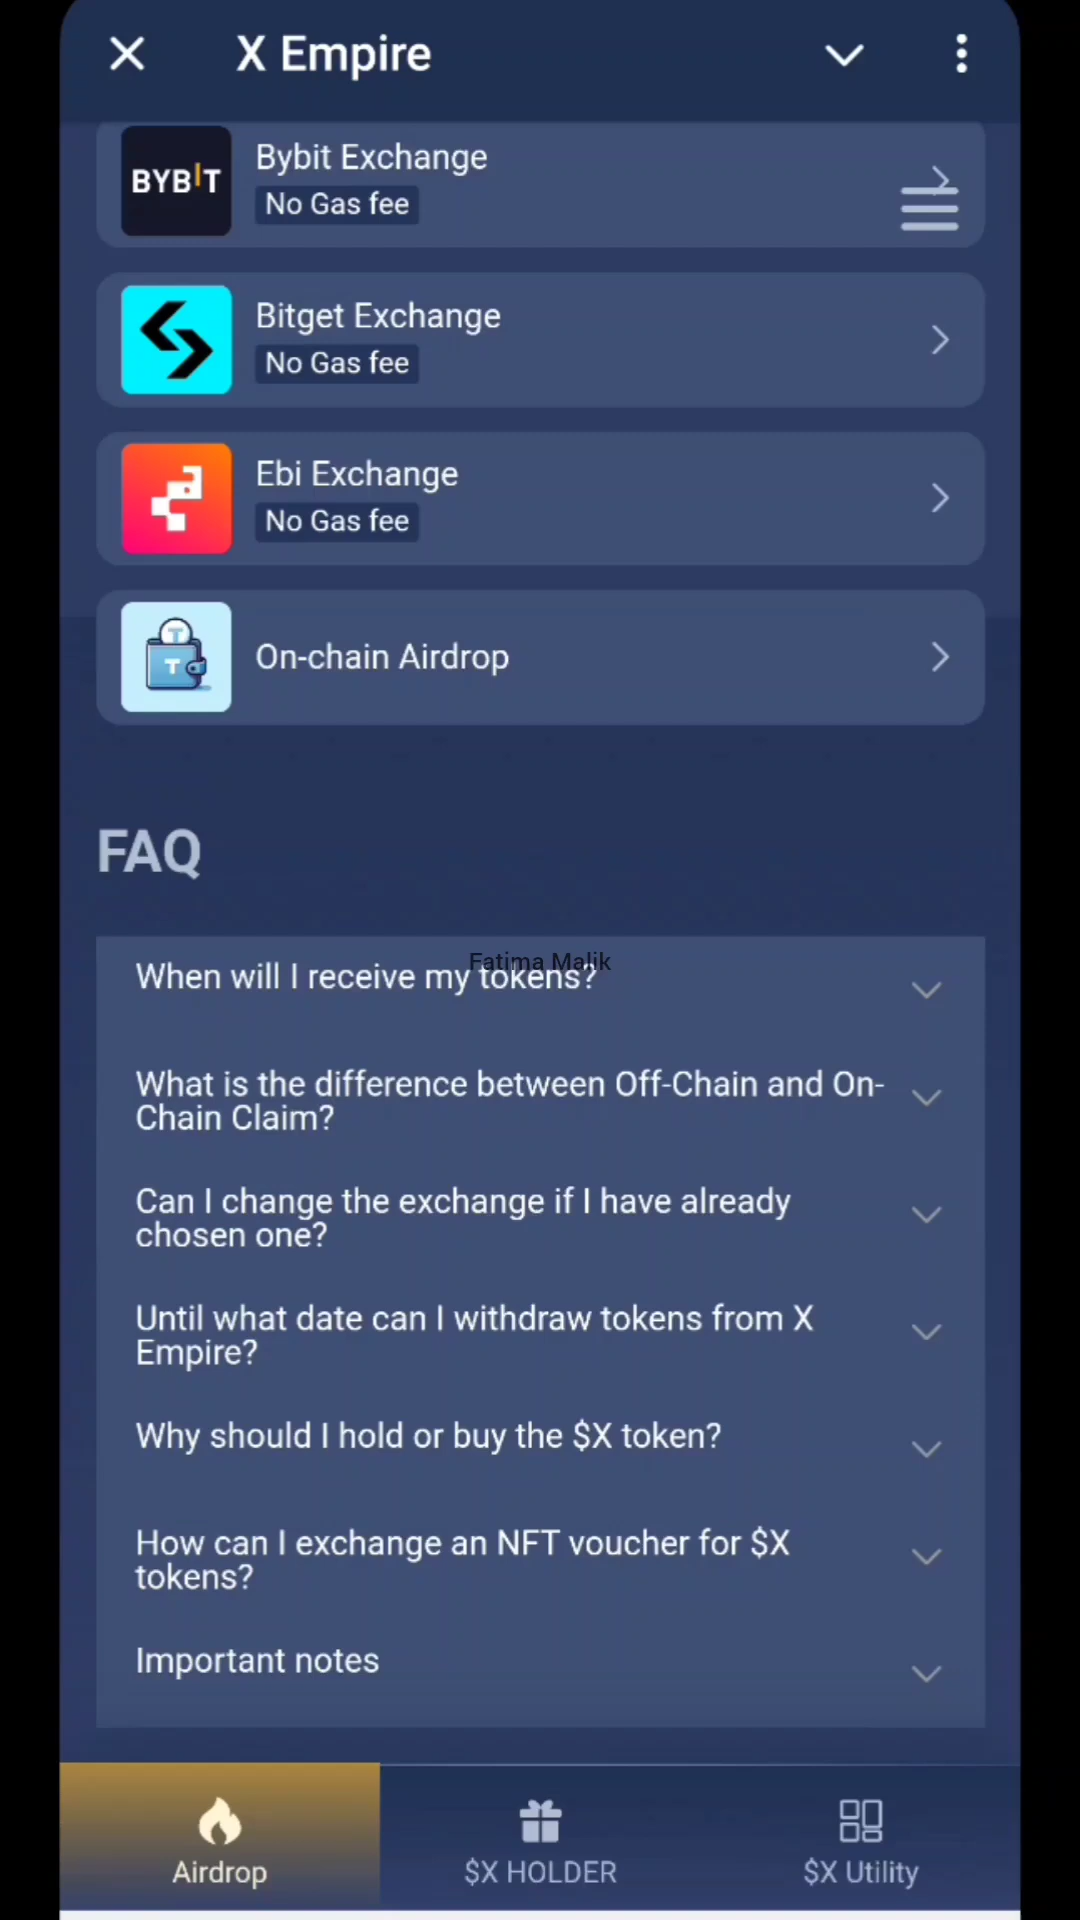 X Empire
BYBIT
Bybit Exchange
No Gas fee
Bitget Exchange
No Gas fee
Ebi Exchange
No Gas fee
T
T
On-chain Airdrop
FAQ
Fatima Malik
When will I receive my tokens?
What is the difference between Off-Chain and On-
Chain Claim?
Can I change the exchange if I have already
chosen one?
Until what date can I withdraw tokens from X
Empire?
Why should I hold or buy the $X token?
How can I exchange an NFT voucher for $X
tokens?
Important notes
Airdrop
$X HOLDER
$X Utility